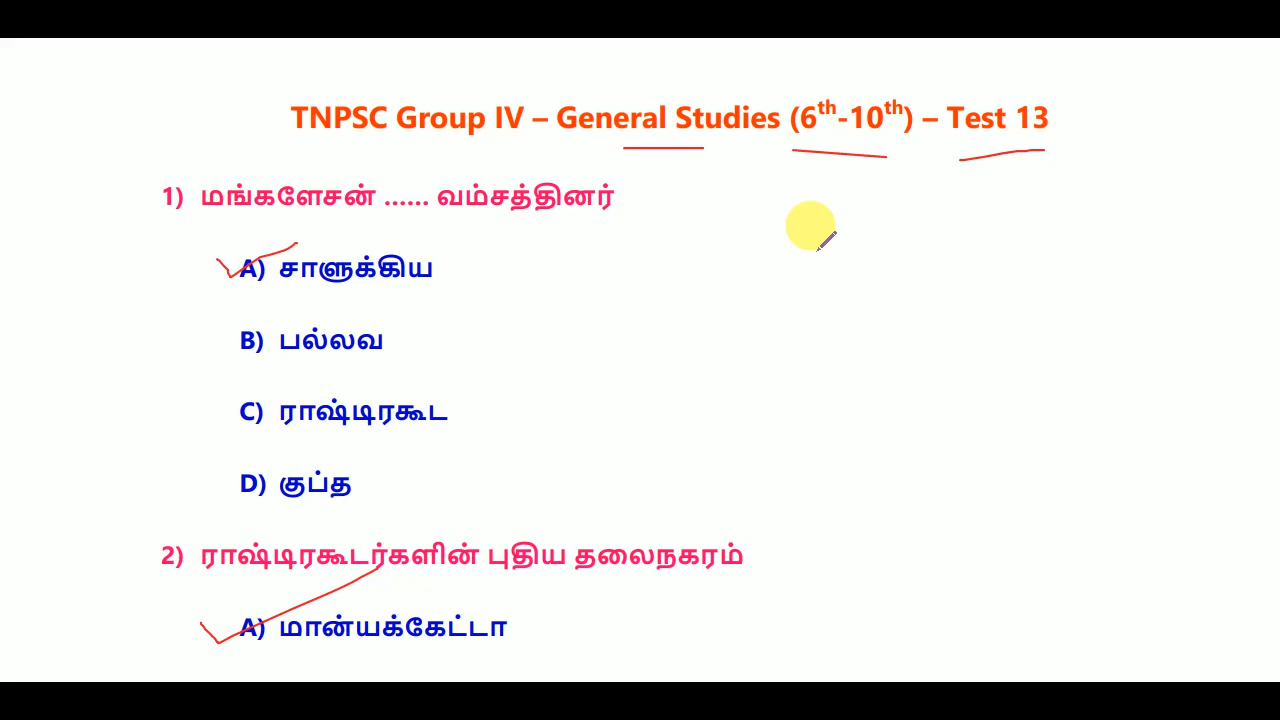 TNPSC Group IV – General Studies (6th-10th) – Test 13
1) மங்களேசன் ...... வம்சத்தினர்
A) சாளுக்கிய
B) பல்லவ
C) ராஷ்டிரகூட
D) குப்த
2) ராஷ்டிரகூடர்களின் புதிய தலைநகரம்
A) மான்யக்கேட்டா